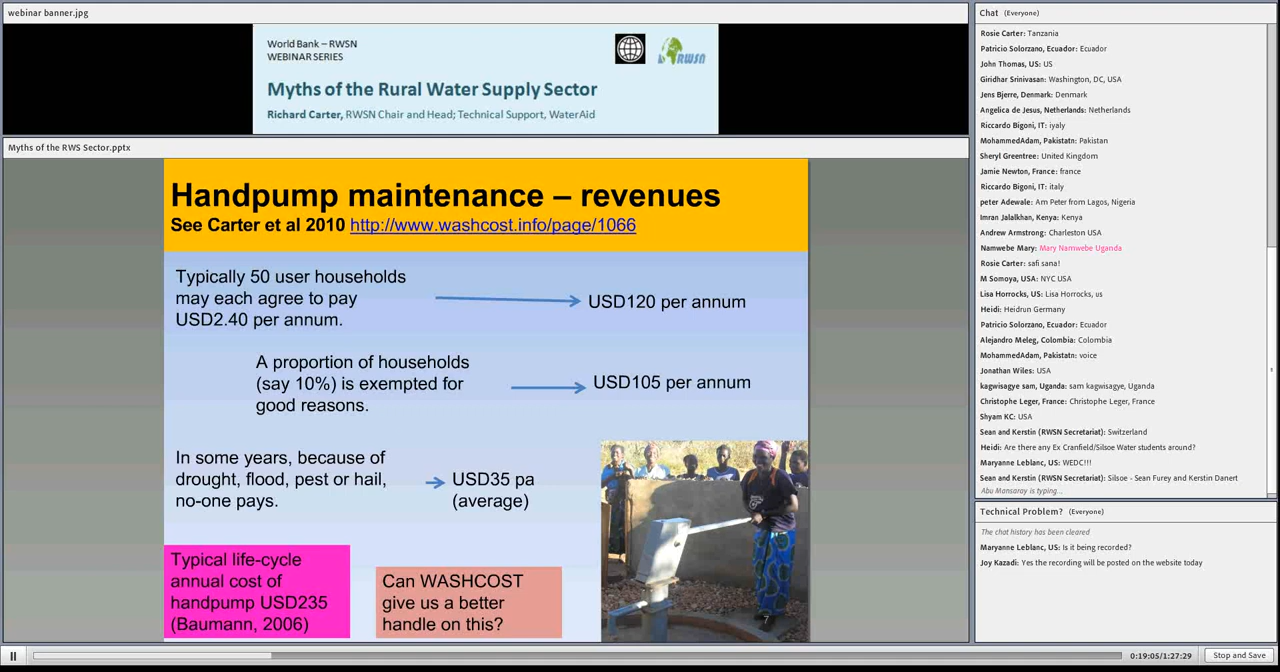 webinar banner.jpg
World Bank – RWSN
WEBINAR SERIES
RWSN
Myths of the Rural Water Supply Sector
Richard Carter, RWSN Chair and Head; Technical Support, WaterAid
Myths of the RWS Sector.pptx
Handpump maintenance – revenues
See Carter et al 2010 http://www.washcost.info/page/1066
Typically 50 user households
may each agree to pay
USD2.40 per annum.
USD120 per annum
A proportion of households
(say 10%) is exempted for
good reasons.
USD105 per annum
In some years, because of
drought, flood, pest or hail,
no-one pays.
USD35 pa
(average)
Typical life-cycle
annual cost of
handpump USD235
(Baumann, 2006)
Can WASHCOST
give us a better
handle on this?
7
Chat (Everyone)
Rosie Carter: Tanzania
Patricio Solorzano, Ecuador: Ecuador
John Thomas, US: US
Giridhar Srinivasan: Washington, DC, USA
Jens Bjerre, Denmark: Denmark
Angelica de Jesus, Netherlands: Netherlands
Riccardo Bigoni, IT: iyaly
MohammedAdam, Pakistatn: Pakistan
Sheryl Greentree: United Kingdom
Jamie Newton, France: france
Riccardo Bigoni, IT: italy
peter Adewale: Am Peter from Lagos, Nigeria
Imran Jalalkhan, Kenya: Kenya
Andrew Armstrong: Charleston USA
Namwebe Mary: Mary Namwebe Uganda
Rosie Carter: safi sana!
M Somoya, USA: NYC USA
Lisa Horrocks, US: Lisa Horrocks, us
Heidi: Heidrun Germany
Patricio Solorzano, Ecuador: Ecuador
Alejandro Meleg, Colombia: Colombia
MohammedAdam, Pakistatn: voice
Jonathan Wiles: USA
kagwisagye sam, Uganda: sam kagwisagye, Uganda
Christophe Leger, France: Christophe Leger, France
Shyam KC: USA
Sean and Kerstin (RWSN Secretariat): Switzerland
Heidi: Are there any Ex Cranfield/Silsoe Water students around?
Maryanne Leblanc, US: WEDC!!!
Sean and Kerstin (RWSN Secretariat): Silsoe - Sean Furey and Kerstin Danert
Abu Mansaray is typing...
Technical Problem? (Everyone)
The chat history has been cleared
Maryanne Leblanc, US: Is it being recorded?
Joy Kazadi: Yes the recording will be posted on the website today
0:19:05/1:27:29
Stop and Save